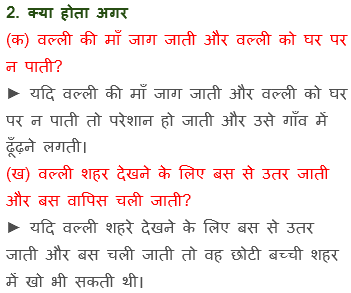 2. क्या होता अगर
(क) वल्ली की माँ जाग जाती और वल्ली को घर पर
न पाती?
► यदि वल्ली की माँ जाग जाती और वल्ली को घर
पर न पाती तो परेशान हो जाती और उसे गाँव में
ढूँढ़ने लगती।
(ख) वल्ली शहर देखने के लिए बस से उतर जाती
और बस वापिस चली जाती?
► यदि वल्ली शहरे देखने के लिए बस से उतर
जाती और बस चली जाती तो वह छोटी बच्ची शहर
में खो भी सकती थी।